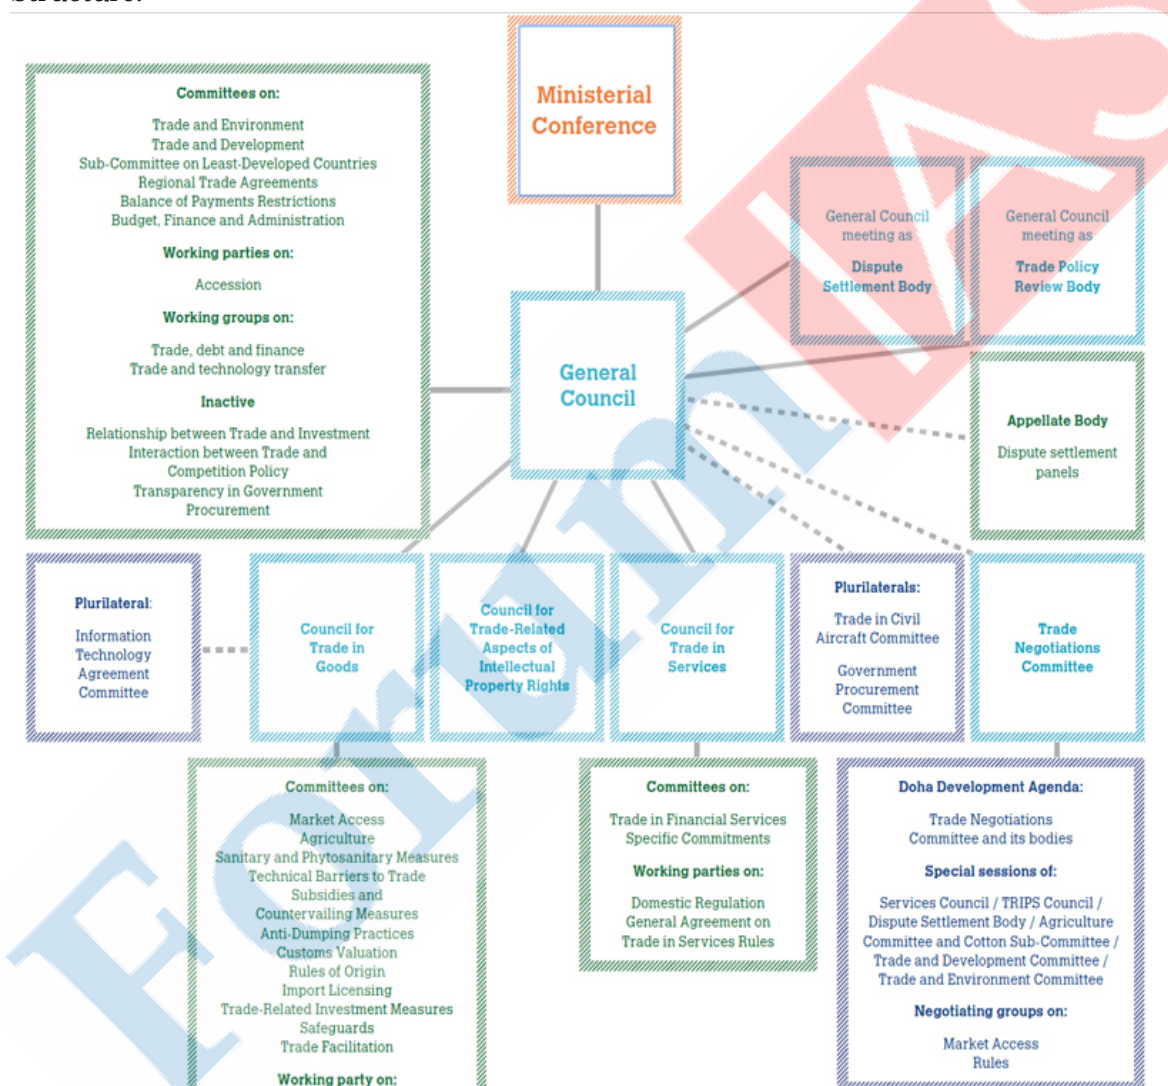 Structure:
Ministerial
Conference
Committees on:
Trade and Environment
Trade and Development
Sub-Committee on Least-Developed Countries
Regional Trade Agreements
Balance of Payments Restrictions
Budget, Finance and Administration
Working parties on:
Accession
Working groups on:
Trade, debt and finance
Trade and technology transfer
Inactive
Relationship between Trade and Investment
Interaction between Trade and
Competition Policy
Transparency in Government
Procurement
General Council
meeting as
Dispute
Settlement Body
General Council
meeting as
Trade Policy
Review Body
General
Council
Appellate Body
Dispute settlement
panels
Plurilateral:
Information
Technology
Agreement
Committee
Council for
Trade in
Goods
Council for
Trade-Related
Aspects of
Intellectual
Property Rights
Council for
Trade in
Services
Plurilaterals:
Trade in Civil
Aircraft Committee
Government
Procurement
Committee
Trade
Negotiations
Committee
Committees on:
Market Access
Agriculture
Sanitary and Phytosanitary Measures
Technical Barriers to Trade
Subsidies and
Countervailing Measures
Anti-Dumping Practices
Customs Valuation
Rules of Origin
Import Licensing
Trade-Related Investment Measures
Safeguards
Trade Facilitation
Working party on:
Committees on:
Trade in Financial Services
Specific Commitments
Working parties on:
Domestic Regulation
General Agreement on
Trade in Services Rules
Doha Development Agenda:
Trade Negotiations
Committee and its bodies
Special sessions of:
Services Council / TRIPS Council /
Dispute Settlement Body / Agriculture
Committee and Cotton Sub-Committee /
Trade and Development Committee /
Trade and Environment Committee
Negotiating groups on:
Market Access
Rules
ForumIAS